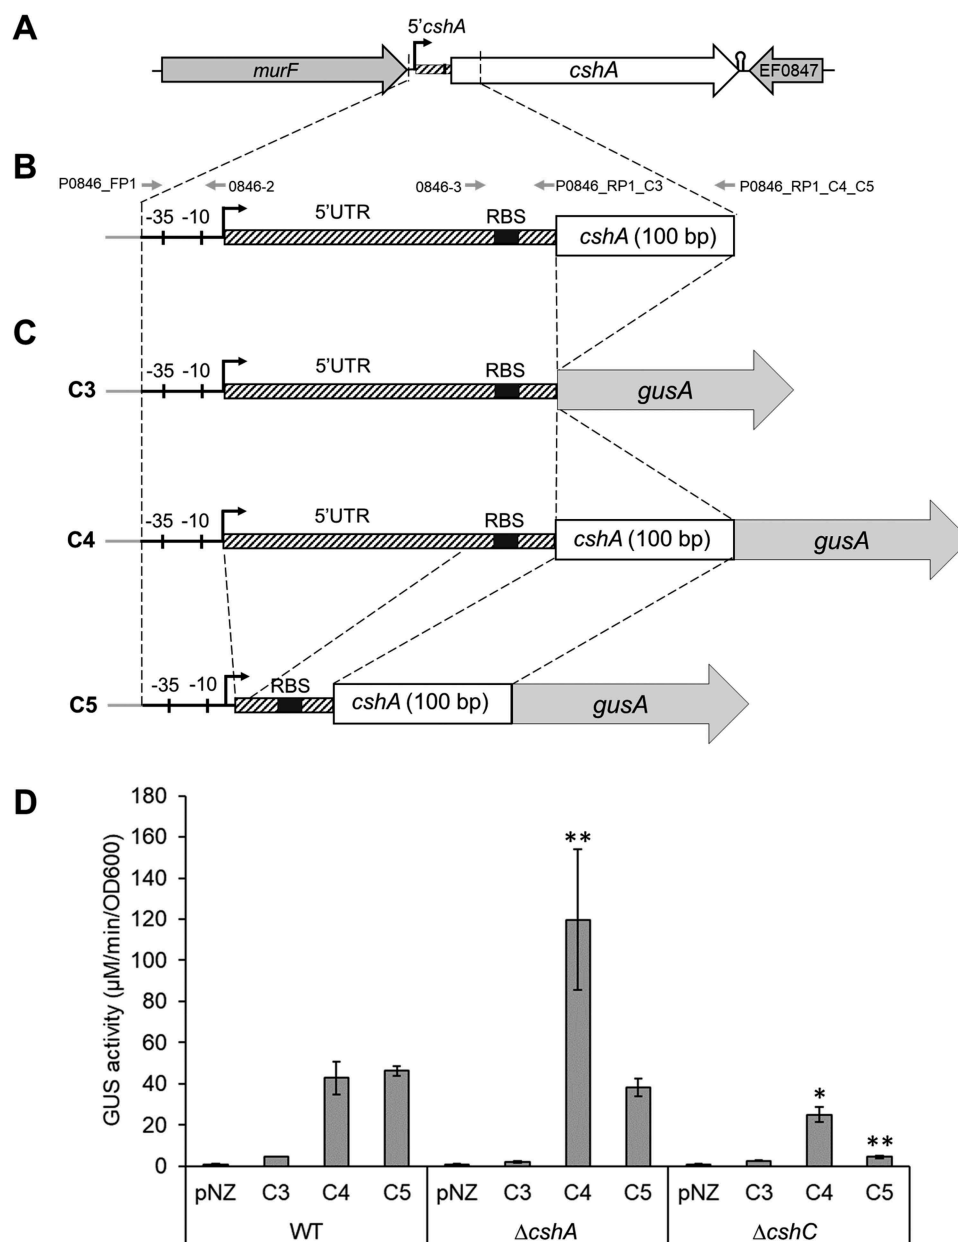 A
5’cshA
murF
cshA
EF0847
B
P0846_FP1
0846-2
0846-3
P0846_RP1_C3
P0846_RP1_C4_C5
-35 -10
5’UTR
RBS
cshA (100 bp)
C
-35 -10
5’UTR
RBS
C3
gusA
-35 -10
5’UTR
RBS
C4
cshA (100 bp)
gusA
-35 -10
RBS
C5
cshA (100 bp)
gusA
D
GUS activity (µM/min/OD600)
180
160
140
120
100
80
60
40
20
0
**
*
**
pNZ C3 C4 C5 pNZ C3 C4 C5 pNZ C3 C4 C5
WT ΔcshA ΔcshC